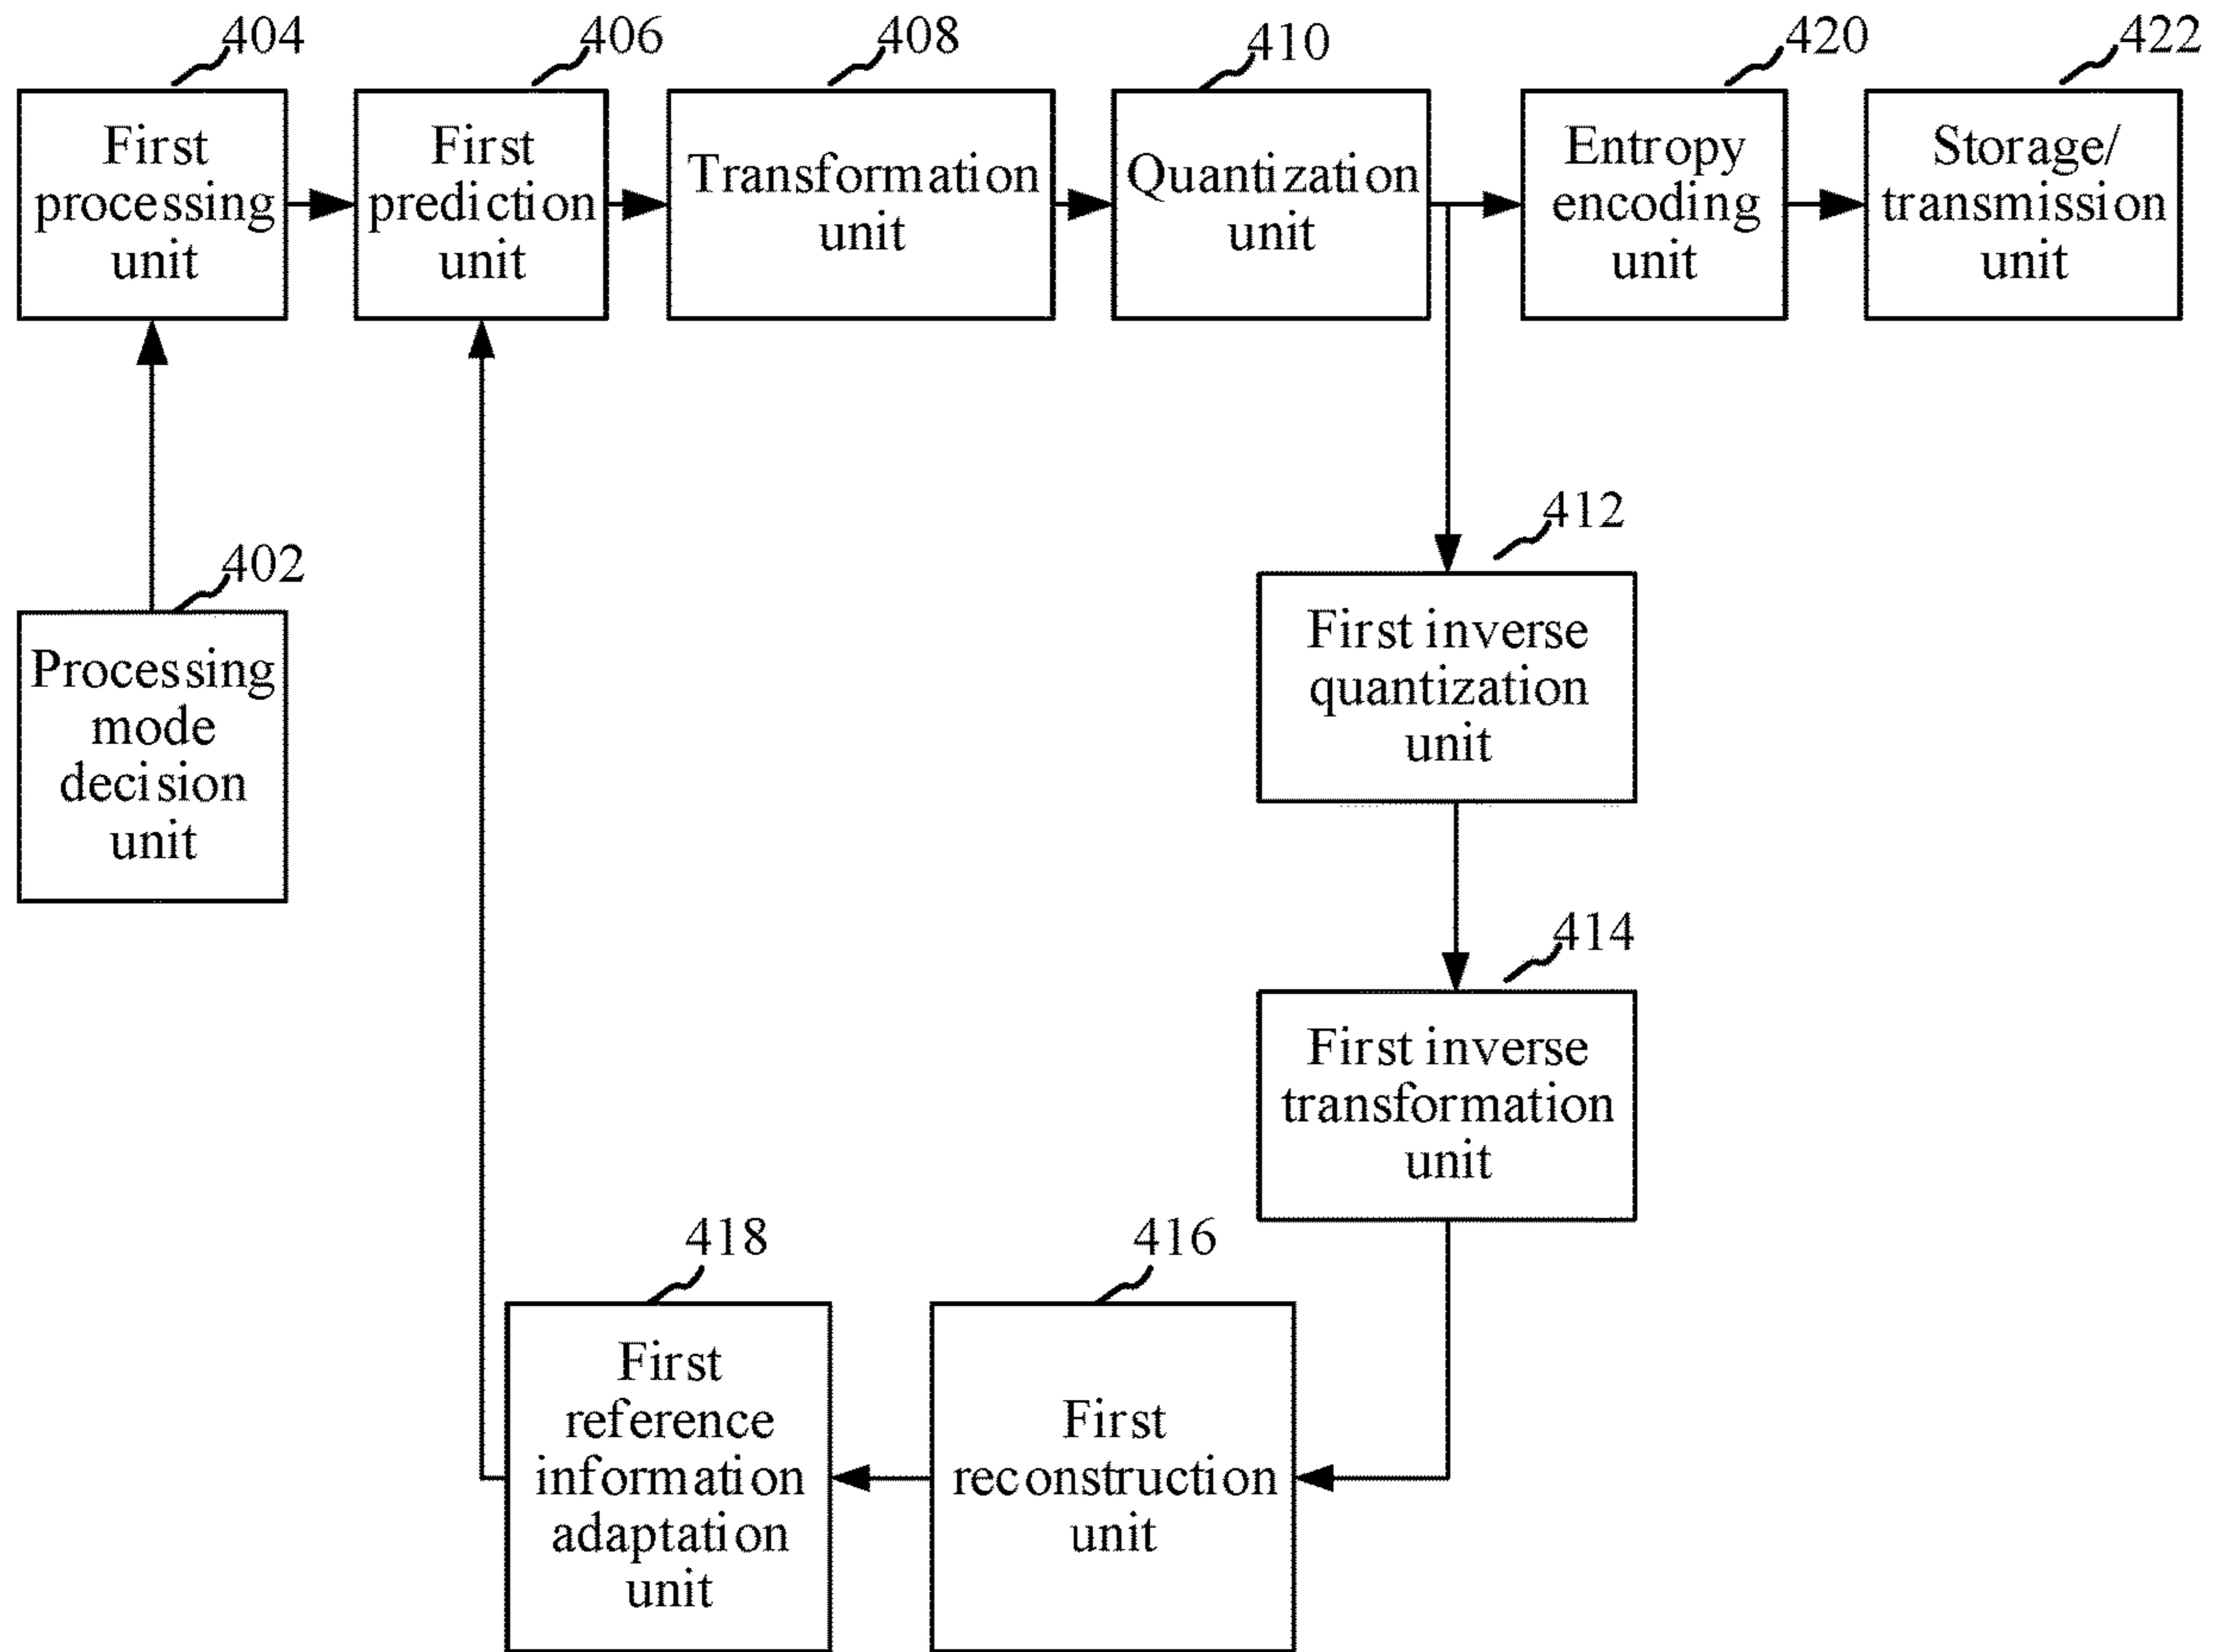 404
First
processing
unit
406
First
prediction
unit
408
Transformation
unit
410
Quantization
unit
420
Entropy
encoding
unit
422
Storage/
transmission
unit
402
Processing
mode
decision
unit
412
First inverse
quantization
unit
414
First inverse
transformation
unit
418
First
reference
information
adaptation
unit
416
First
reconstruction
unit